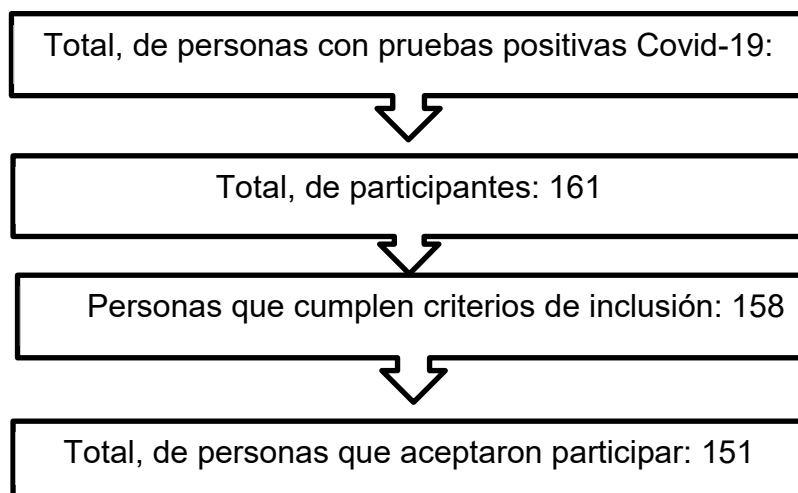 Total, de personas con pruebas positivas Covid-19:
Total, de participantes: 161
Personas que cumplen criterios de inclusión: 158
Total, de personas que aceptaron participar: 151